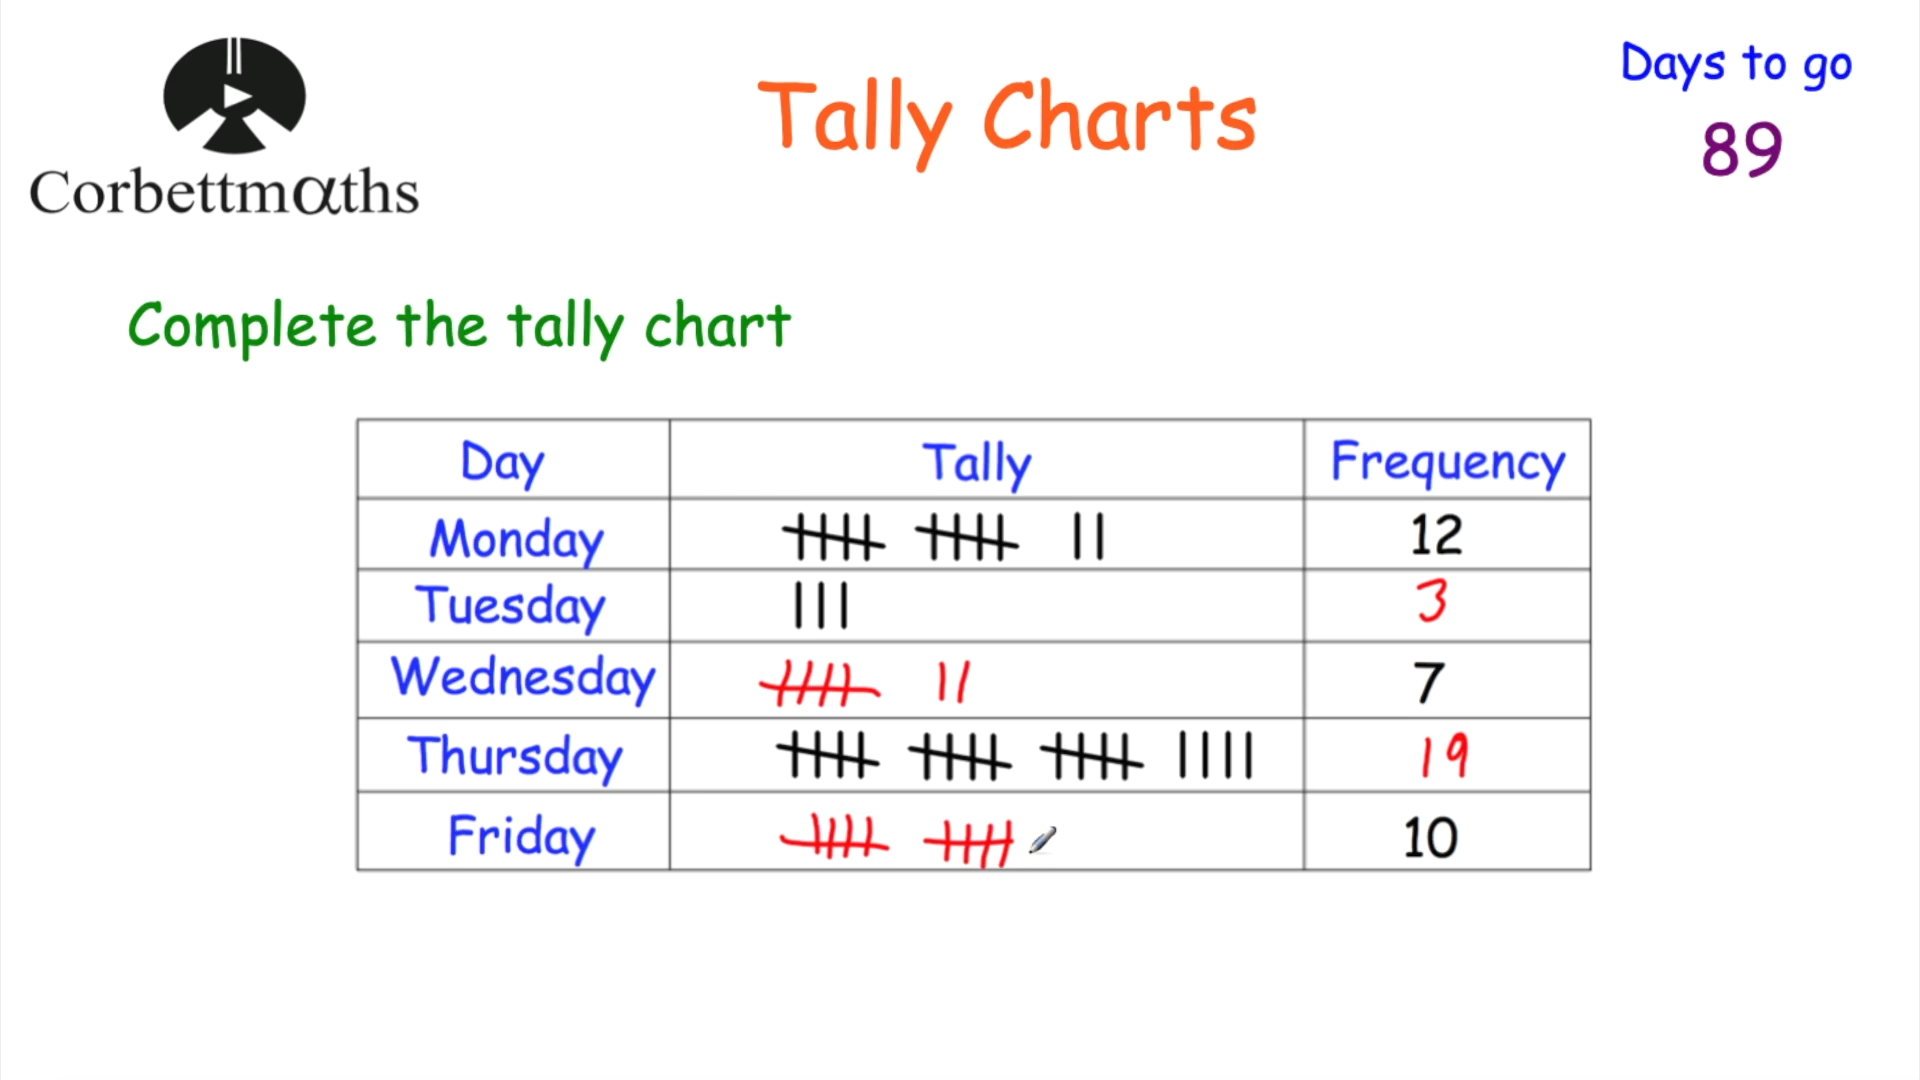 Corbettmαths
Tally Charts
Days to go
89
Complete the tally chart
Day Tally Frequency
Monday 12
Tuesday 3
Wednesday 7
Thursday 19
Friday 10